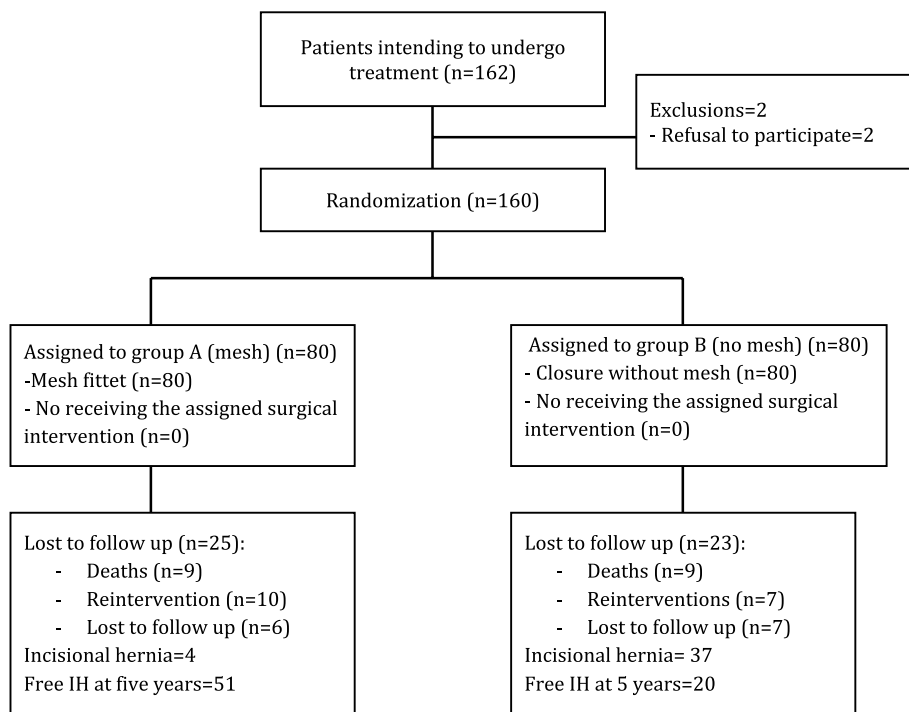 Patients intending to undergo
treatment (n=162)
Exclusions=2
- Refusal to participate=2
Randomization (n=160)
Assigned to group A (mesh) (n=80)
-Mesh fittet (n=80)
- No receiving the assigned surgical
intervention (n=0)
Assigned to group B (no mesh) (n=80)
- Closure without mesh (n=80)
- No receiving the assigned surgical
intervention (n=0)
Lost to follow up (n=25):
- Deaths (n=9)
- Reintervention (n=10)
- Lost to follow up (n=6)
Incisional hernia=4
Free IH at five years=51
Lost to follow up (n=23):
- Deaths (n=9)
- Reinterventions (n=7)
- Lost to follow up (n=7)
Incisional hernia= 37
Free IH at 5 years=20